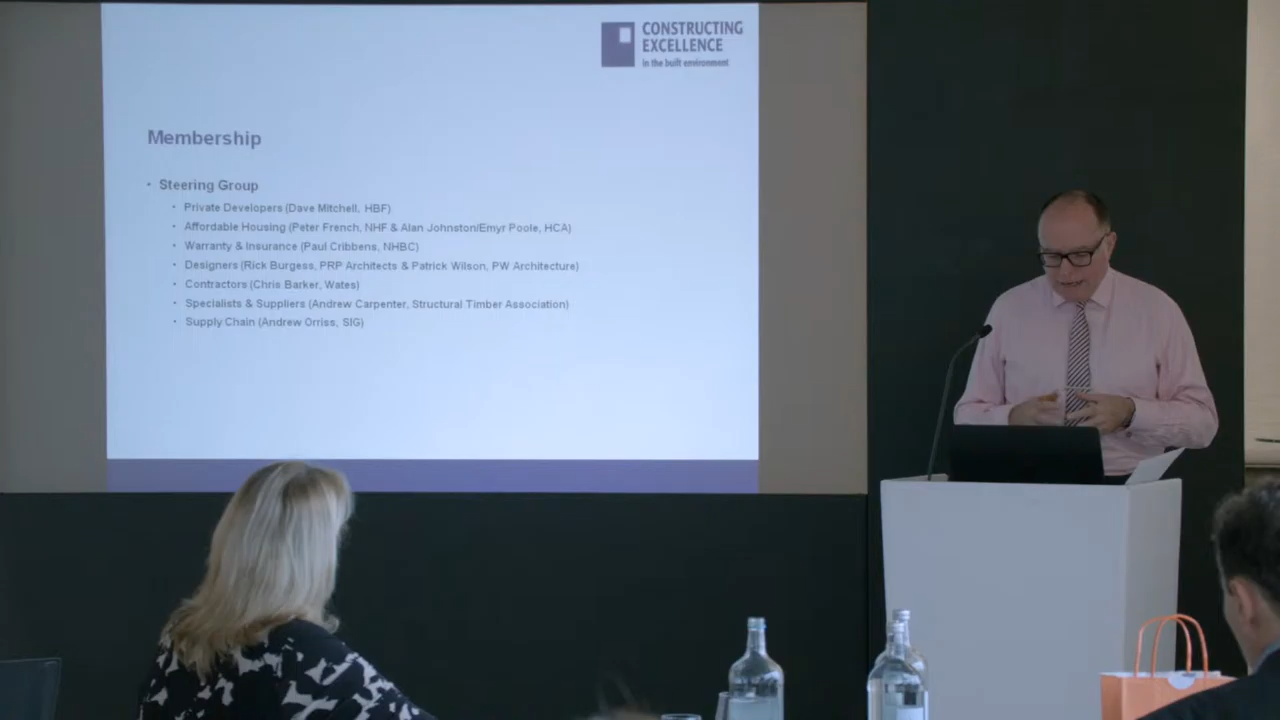 CONSTRUCTING
EXCELLENCE
in the built environment
Membership
• Steering Group
• Private Developers (Dave Mitchell, HBF)
• Affordable Housing (Peter French, NHF & Alan Johnston/Emyr Poole, HCA)
• Warranty & Insurance (Paul Cribbens, NHBC)
• Designers (Rick Burgess, PRP Architects & Patrick Wilson, PW Architecture)
• Contractors (Chris Barker, Wates)
• Specialists & Suppliers (Andrew Carpenter, Structural Timber Association)
• Supply Chain (Andrew Orriss, SIG)